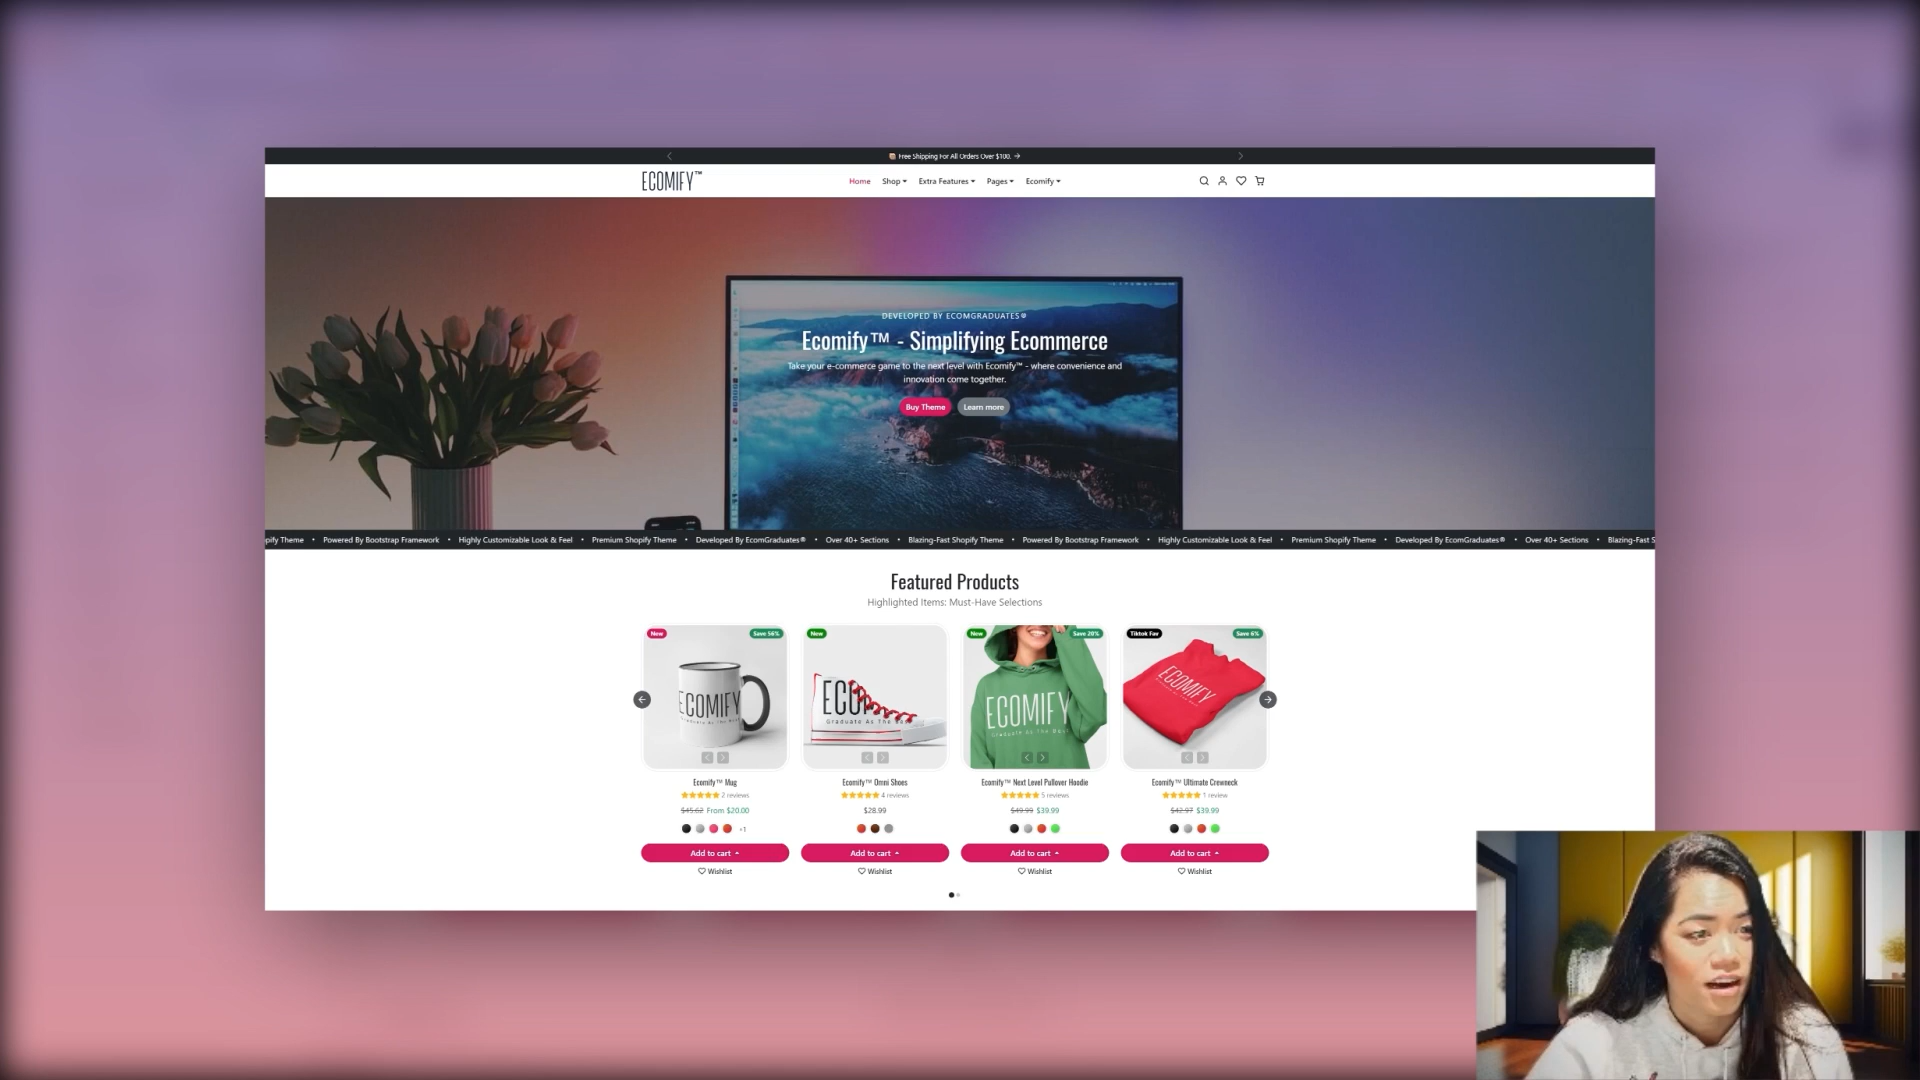 Free Shipping For All Orders Over $100. →
ECOMIFY™
Home Shop Extra Features Pages Ecomify
DEVELOPED BY ECOMGRADUATES®
Ecomify™ - Simplifying Ecommerce
Take your e-commerce game to the next level with Ecomify™ - where convenience and
innovation come together.
Buy Theme Learn more
pify Theme • Powered By Bootstrap Framework • Highly Customizable Look & Feel • Premium Shopify Theme • Developed By EcomGraduates® • Over 40+ Sections • Blazing-Fast Shopify Theme • Powered By Bootstrap Framework • Highly Customizable Look & Feel • Premium Shopify Theme • Developed By EcomGraduates® • Over 40+ Sections • Blazing-Fast S
Featured Products
Highlighted Items: Must-Have Selections
New Save 56% New New Save 20% Tiktok Fav Save 6%
ECOMIFY ECOMIFY ECOMIFY
Graduate As The
Ecomify™ Mug Ecomify™ Omni Shoes Ecomify™ Next Level Pullover Hoodie Ecomify™ Ultimate Crewneck
2 reviews 4 reviews 5 reviews 1 review
$45.62 From $20.00 $28.99 $49.99 $39.99 $42.97 $39.99
+1
Add to cart Add to cart Add to cart Add to cart
Wishlist Wishlist Wishlist Wishlist